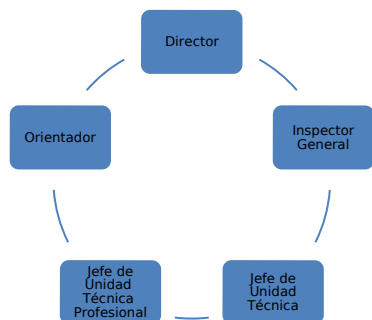 Director
Inspector
General
Jefe de
Unidad
Técnica
Jefe de
Unidad
Técnica
Profesional
Orientador